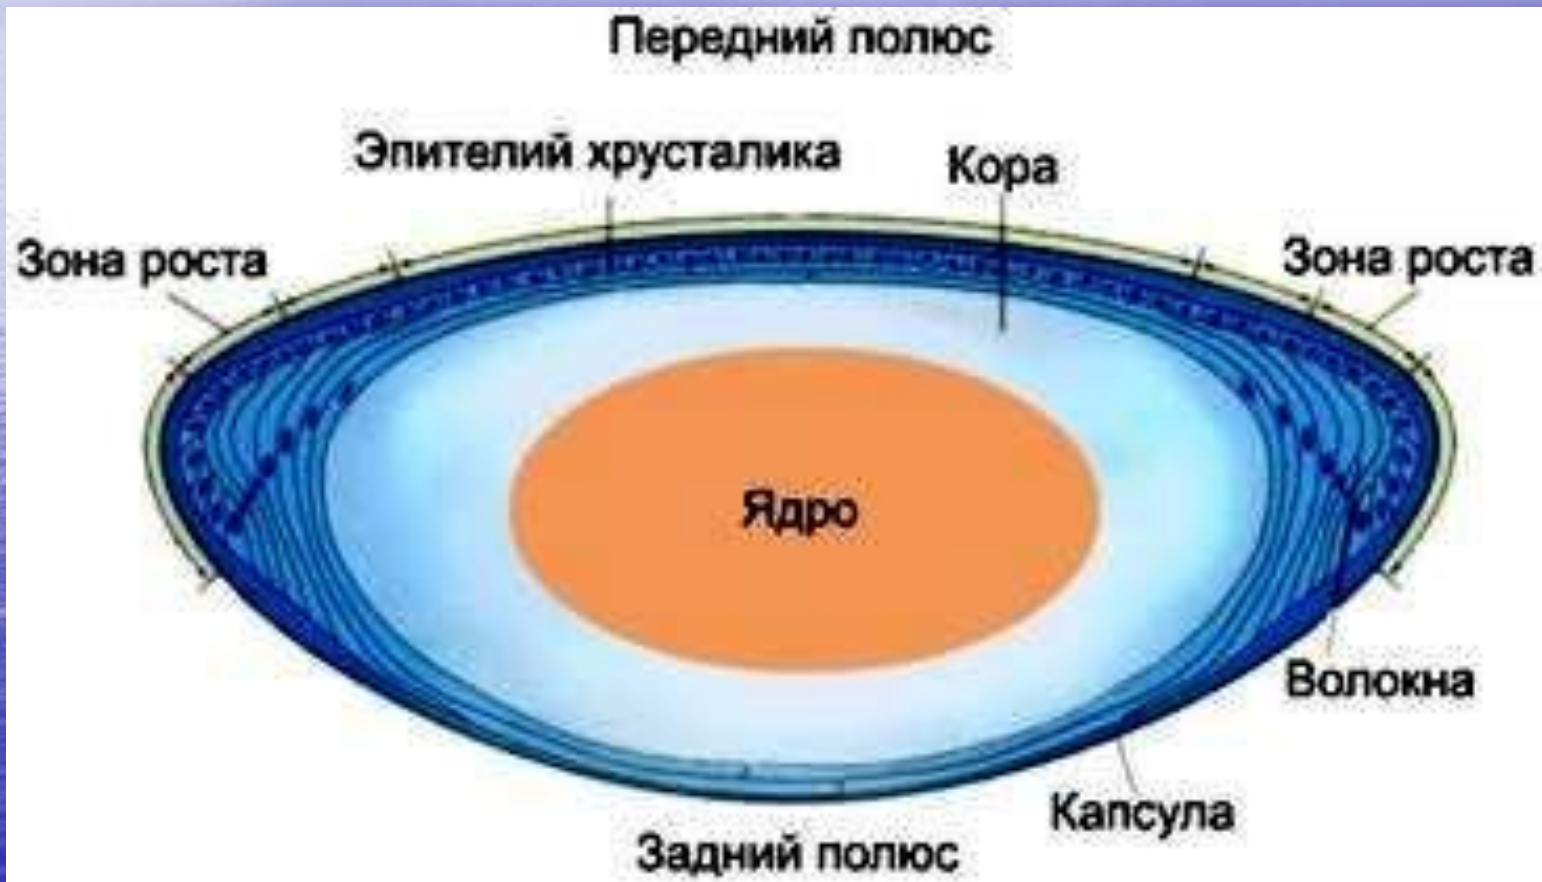 Передний полюс
Эпителий хрусталика
Кора
Зона роста
Зона роста
Ядро
Волокна
Капсула
Задний полюс